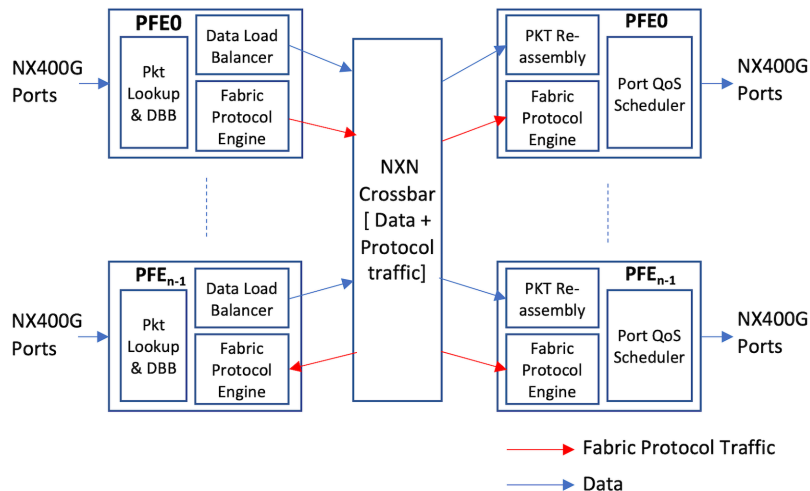 PFE0
NX400G
Ports
Pkt
Lookup
& DBB
Data Load
Balancer
Fabric
Protocol
Engine
NXN
Crossbar
[ Data +
Protocol
traffic]
PFE0
PKT Re-
assembly
Fabric
Protocol
Engine
Port QoS
Scheduler
NX400G
Ports
PFEn-1
NX400G
Ports
Pkt
Lookup
& DBB
Data Load
Balancer
Fabric
Protocol
Engine
PFEn-1
PKT Re-
assembly
Fabric
Protocol
Engine
Port QoS
Scheduler
NX400G
Ports
Fabric Protocol Traffic
Data